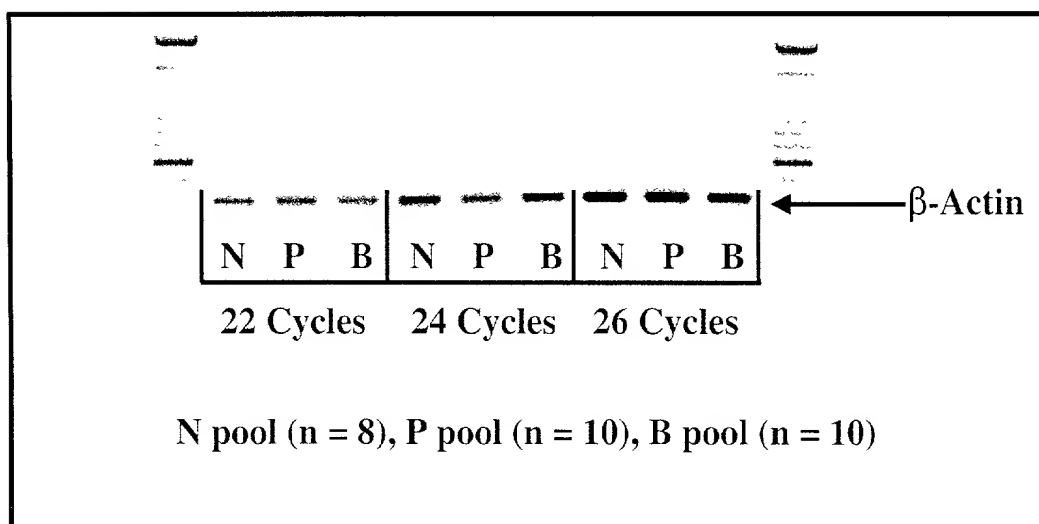 β-Actin
N P B N P B N P B
22 Cycles 24 Cycles 26 Cycles
N pool (n = 8), P pool (n = 10), B pool (n = 10)